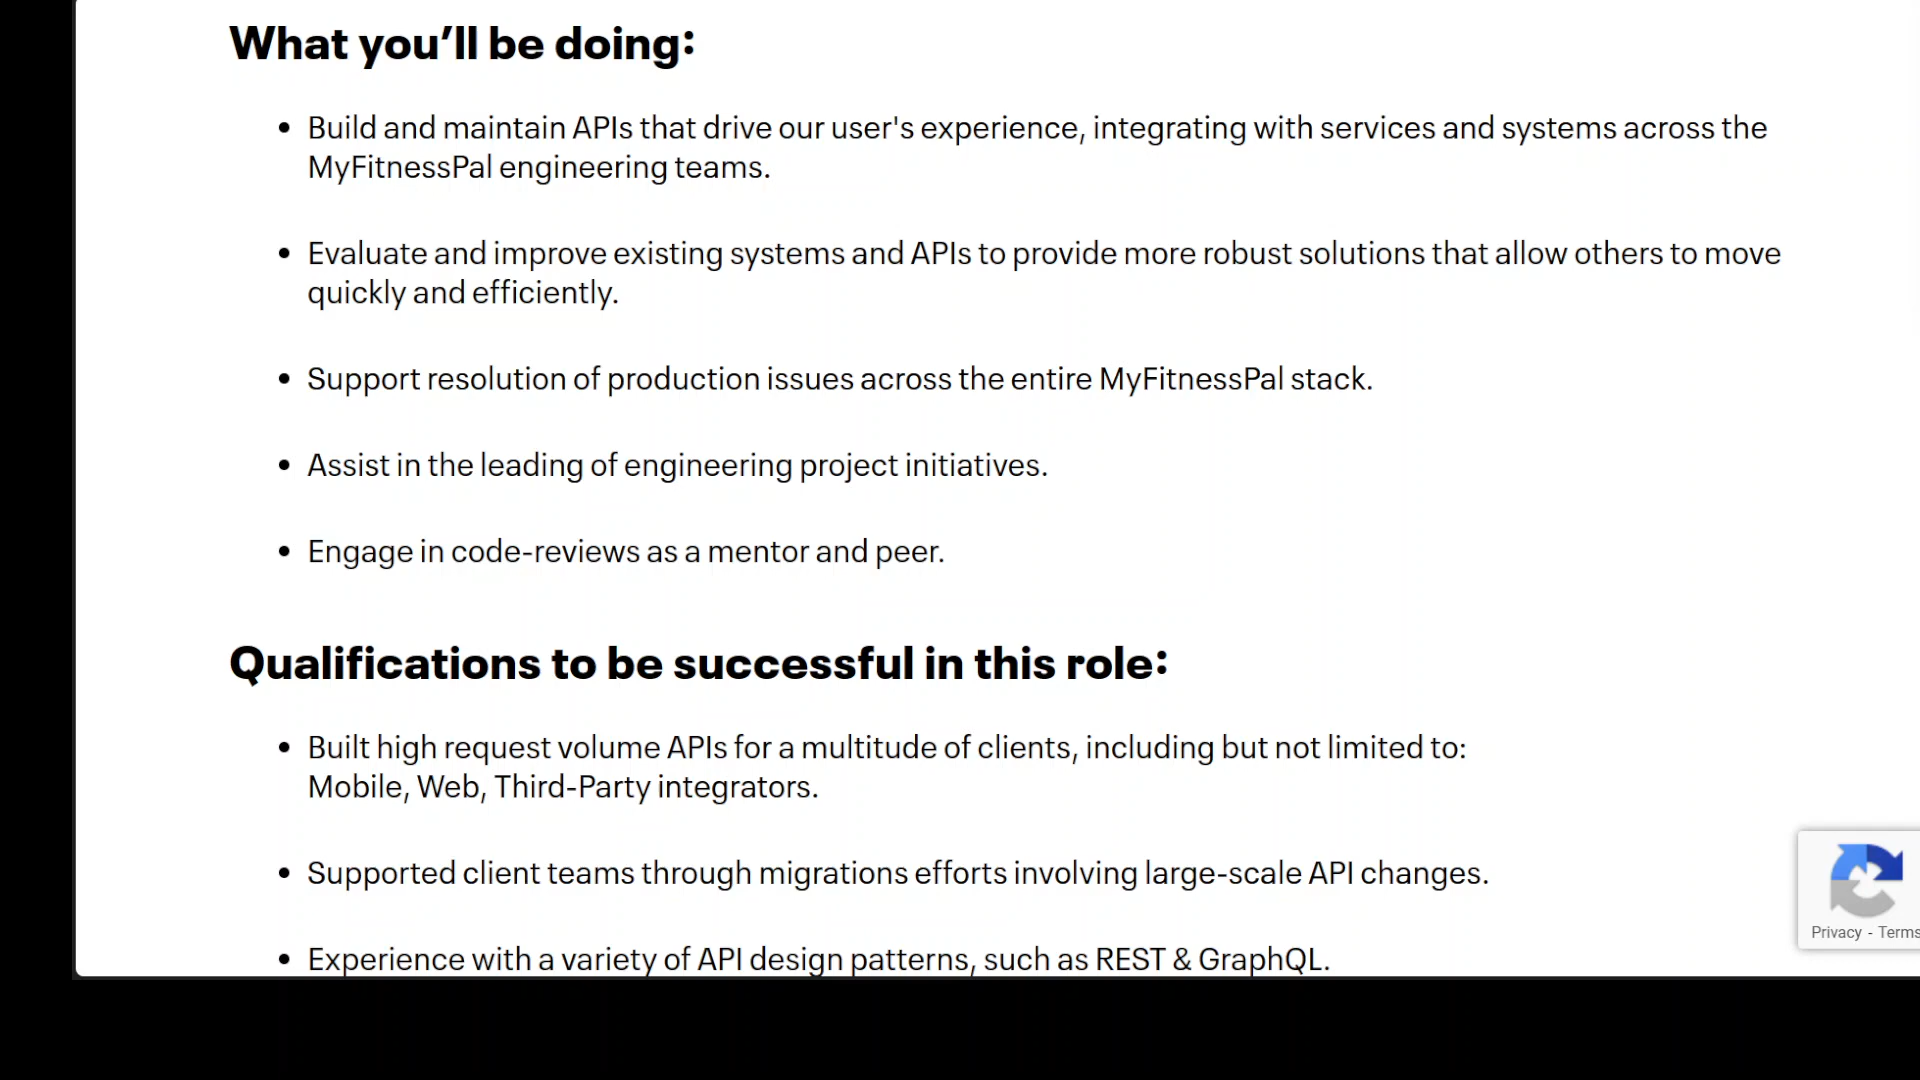 What you’ll be doing:
• Build and maintain APIs that drive our user's experience, integrating with services and systems across the
MyFitnessPal engineering teams.
• Evaluate and improve existing systems and APIs to provide more robust solutions that allow others to move
quickly and efficiently.
• Support resolution of production issues across the entire MyFitnessPal stack.
• Assist in the leading of engineering project initiatives.
• Engage in code-reviews as a mentor and peer.
Qualifications to be successful in this role:
• Built high request volume APIs for a multitude of clients, including but not limited to:
Mobile, Web, Third-Party integrators.
• Supported client teams through migrations efforts involving large-scale API changes.
• Experience with a variety of API design patterns, such as REST & GraphQL.
Privacy - Terms